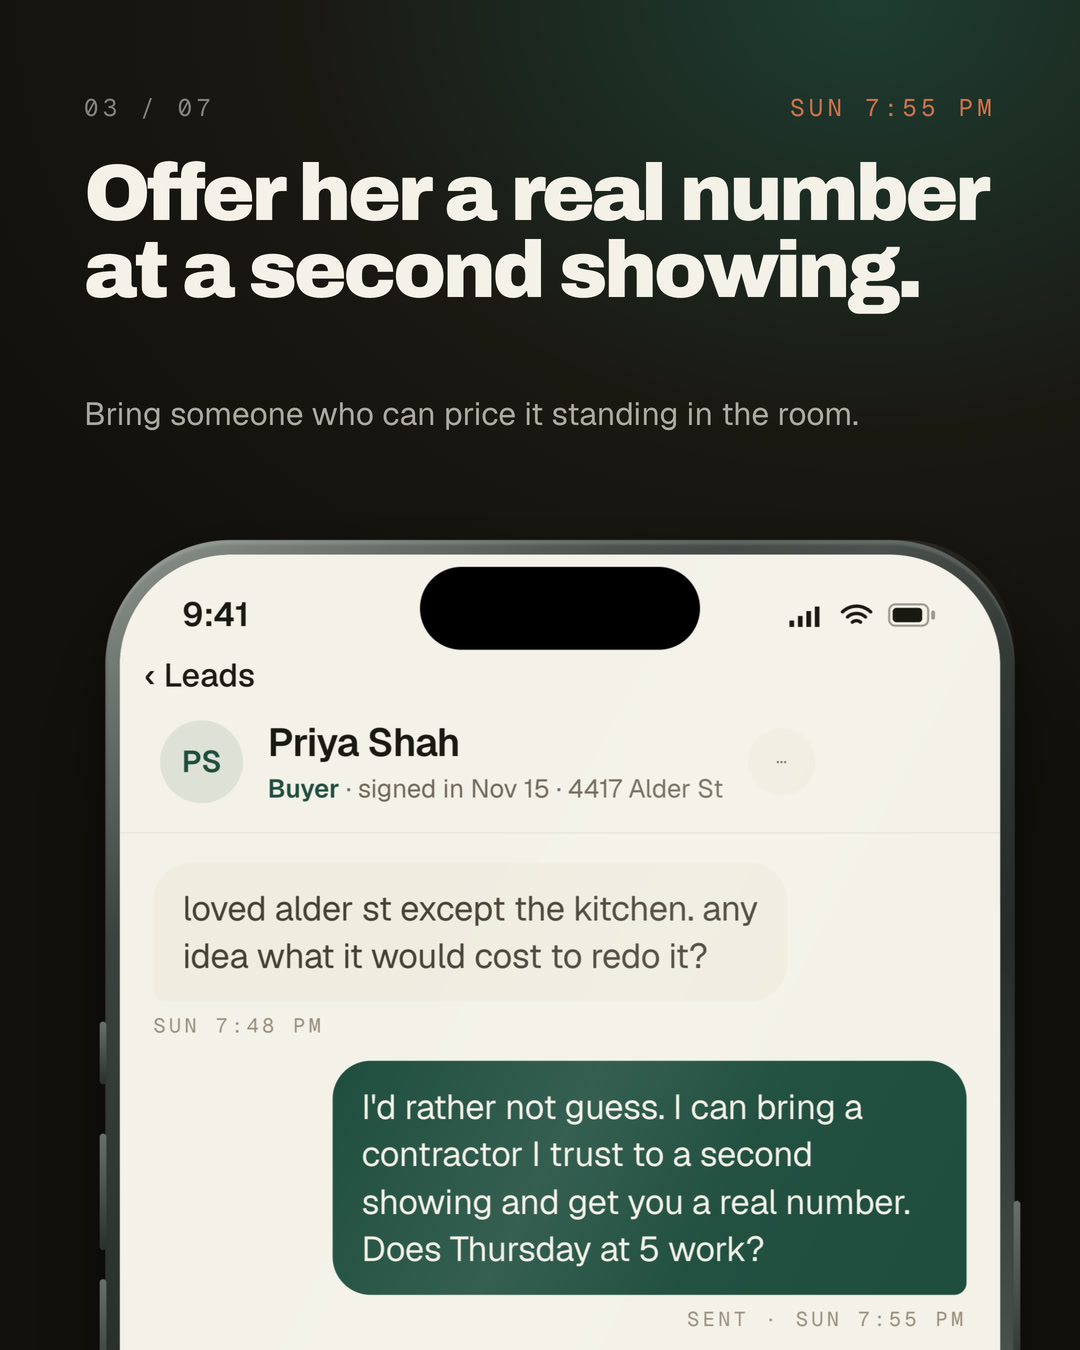 03 / 07
SUN 7:55 PM
Offer her a real number
at a second showing.
Bring someone who can price it standing in the room.
9:41
‹ Leads
PS
Priya Shah
Buyer · signed in Nov 15 · 4417 Alder St
…
loved alder st except the kitchen. any
idea what it would cost to redo it?
SUN 7:48 PM
I'd rather not guess. I can bring a
contractor I trust to a second
showing and get you a real number.
Does Thursday at 5 work?
SENT · SUN 7:55 PM